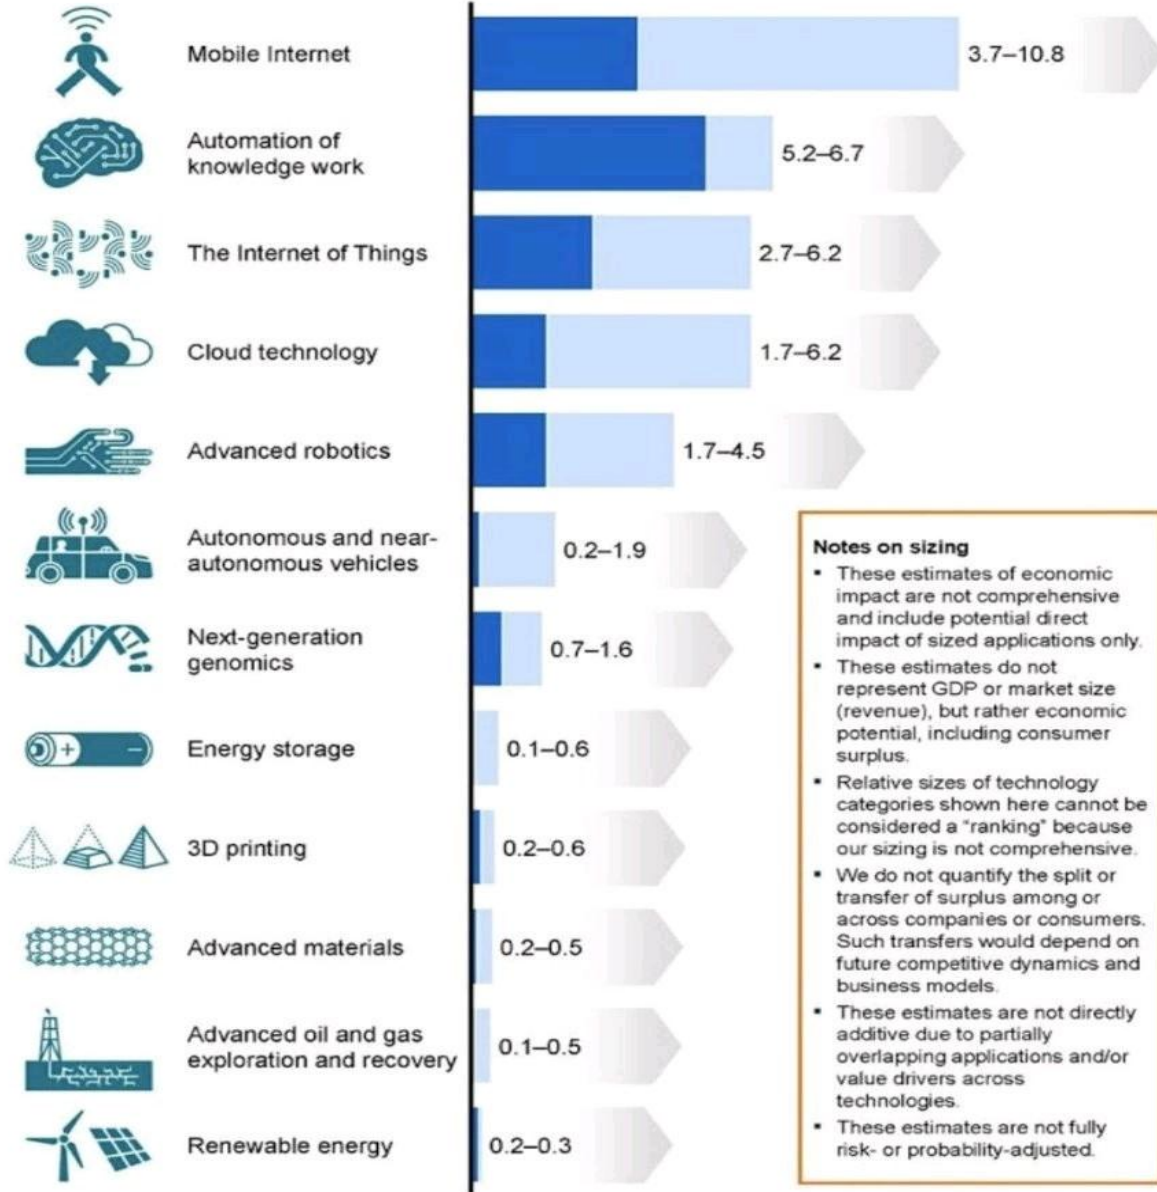 Mobile Internet
3.7–10.8
Automation of
knowledge work
5.2–6.7
The Internet of Things
2.7–6.2
Cloud technology
1.7–6.2
Advanced robotics
1.7–4.5
Autonomous and near-
autonomous vehicles
0.2–1.9
Next-generation
genomics
0.7–1.6
Energy storage
0.1–0.6
3D printing
0.2–0.6
Advanced materials
0.2–0.5
Advanced oil and gas
exploration and recovery
0.1–0.5
Renewable energy
0.2–0.3
Notes on sizing
▪ These estimates of economic
impact are not comprehensive
and include potential direct
impact of sized applications only.
▪ These estimates do not
represent GDP or market size
(revenue), but rather economic
potential, including consumer
surplus.
▪ Relative sizes of technology
categories shown here cannot be
considered a “ranking” because
our sizing is not comprehensive.
▪ We do not quantify the split or
transfer of surplus among or
across companies or consumers.
Such transfers would depend on
future competitive dynamics and
business models.
▪ These estimates are not directly
additive due to partially
overlapping applications and/or
value drivers across
technologies.
▪ These estimates are not fully
risk- or probability-adjusted.